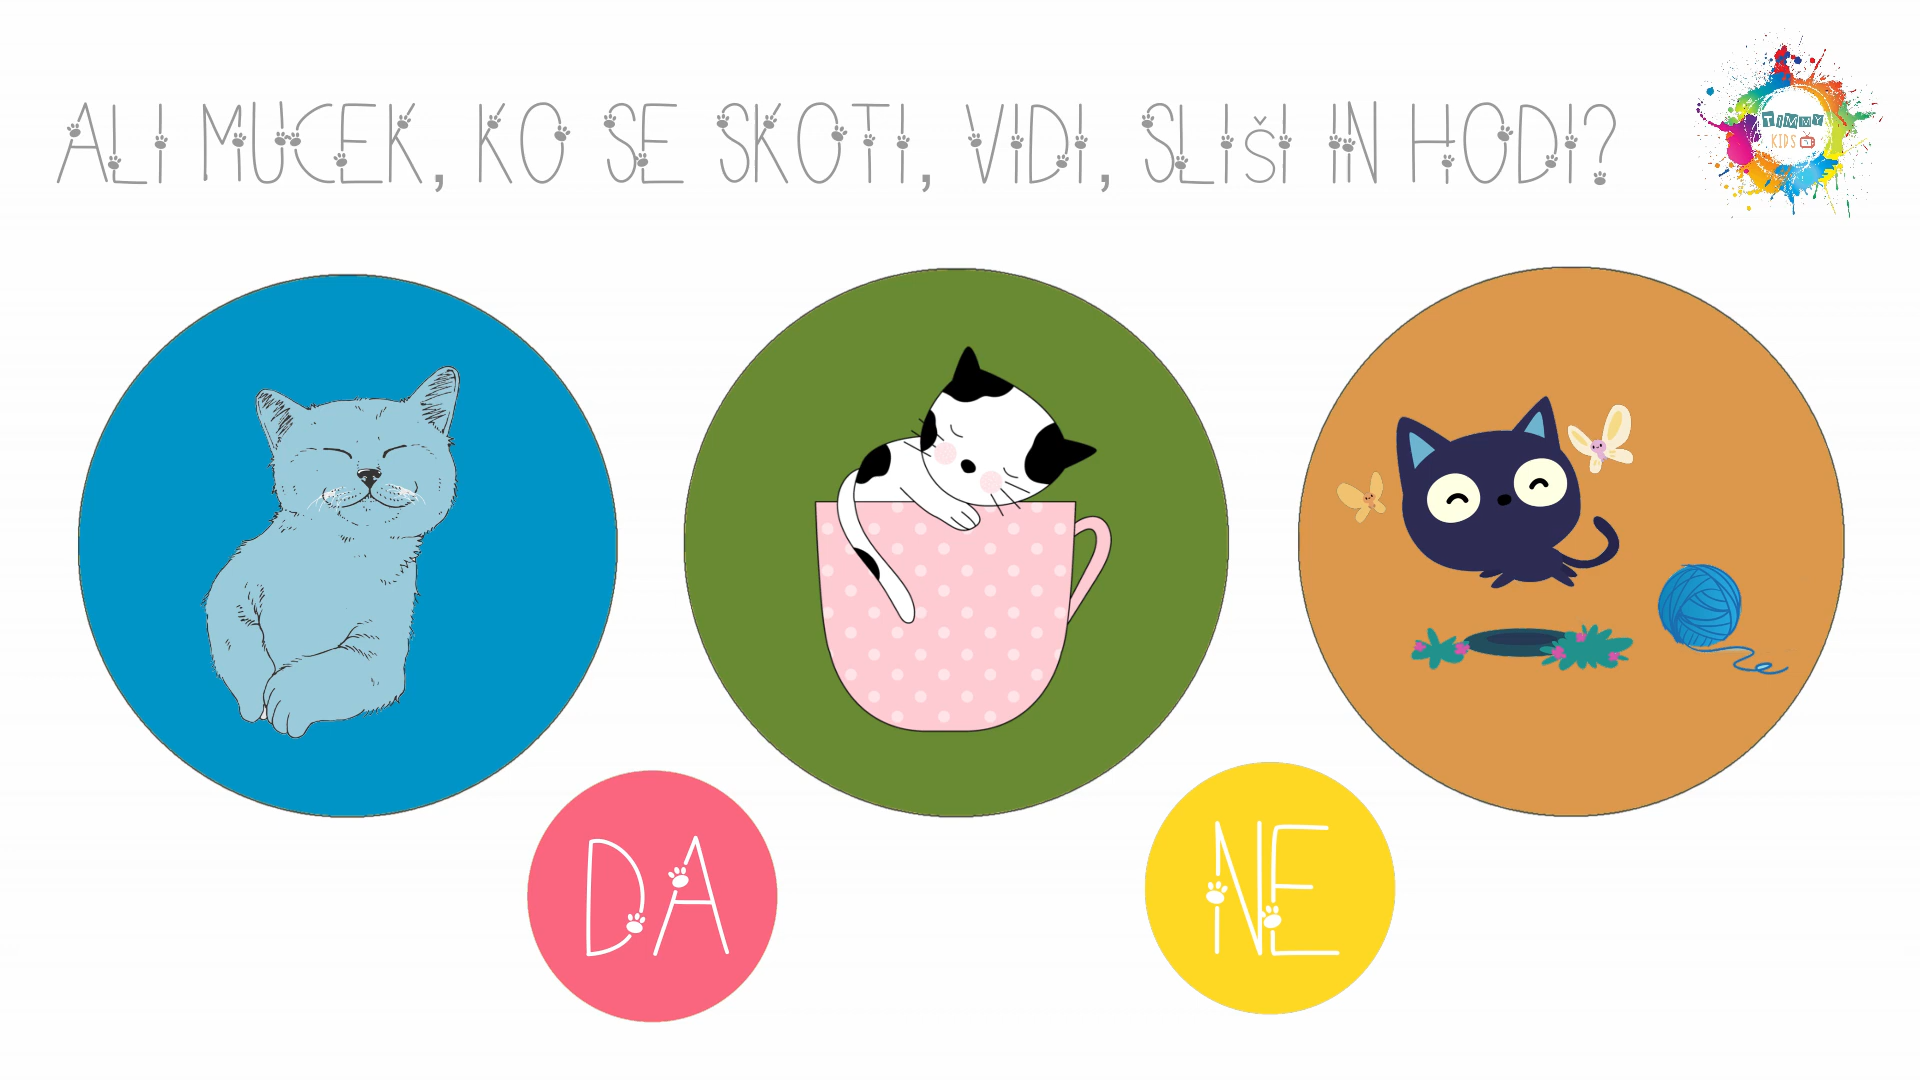 ALI MUCEK, KO SE SKOTI, VIDI, SLIŠI IN HODI?
TIMMY
KIDS
DA
NE